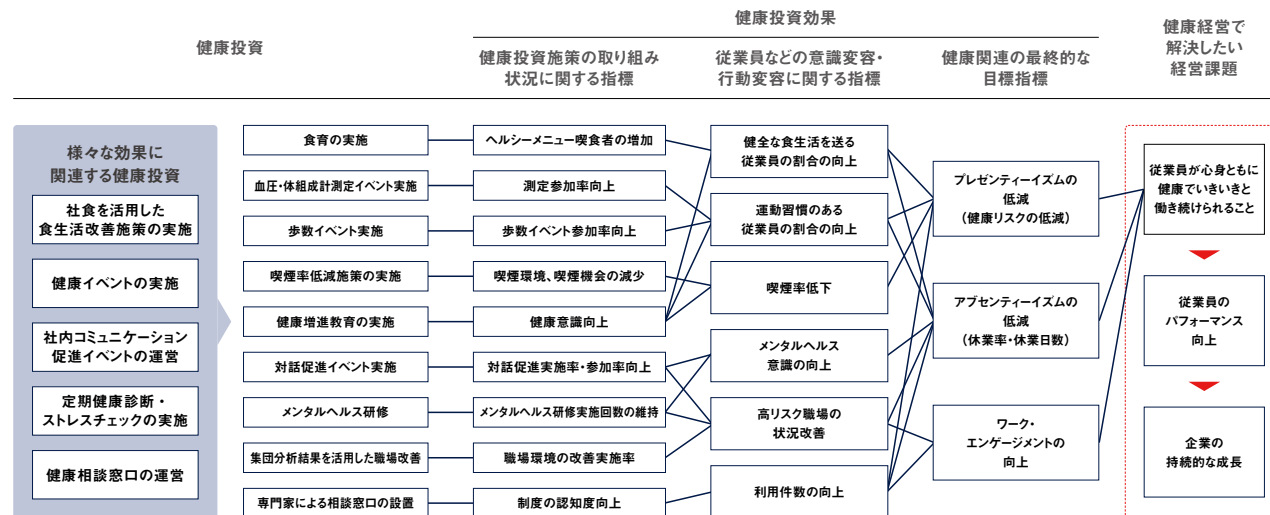 健康投資
健康投資効果
健康投資施策の取り組み
状況に関する指標
従業員などの意識変容・
行動変容に関する指標
健康関連の最終的な
目標指標
健康経営で
解決したい
経営課題
様々な効果に
関連する健康投資
社食を活用した
食生活改善施策の実施
健康イベントの実施
社内コミュニケーション
促進イベントの運営
定期健康診断・
ストレスチェックの実施
健康相談窓口の運営
食育の実施
血圧・体組成計測定イベント実施
歩数イベント実施
喫煙率低減施策の実施
健康増進教育の実施
対話促進イベント実施
メンタルヘルス研修
集団分析結果を活用した職場改善
専門家による相談窓口の設置
ヘルシーメニュー喫食者の増加
測定参加率向上
歩数イベント参加率向上
喫煙環境、喫煙機会の減少
健康意識向上
対話促進実施率・参加率向上
メンタルヘルス研修実施回数の維持
職場環境の改善実施率
制度の認知度向上
健全な食生活を送る
従業員の割合の向上
運動習慣のある
従業員の割合の向上
喫煙率低下
メンタルヘルス
意識の向上
高リスク職場の
状況改善
利用件数の向上
プレゼンティーイズムの
低減
（健康リスクの低減）
アブセンティーイズムの
低減
（休業率・休業日数）
ワーク・
エンゲージメントの
向上
従業員が心身ともに
健康でいきいきと
働き続けられること
従業員の
パフォーマンス
向上
企業の
持続的な成長